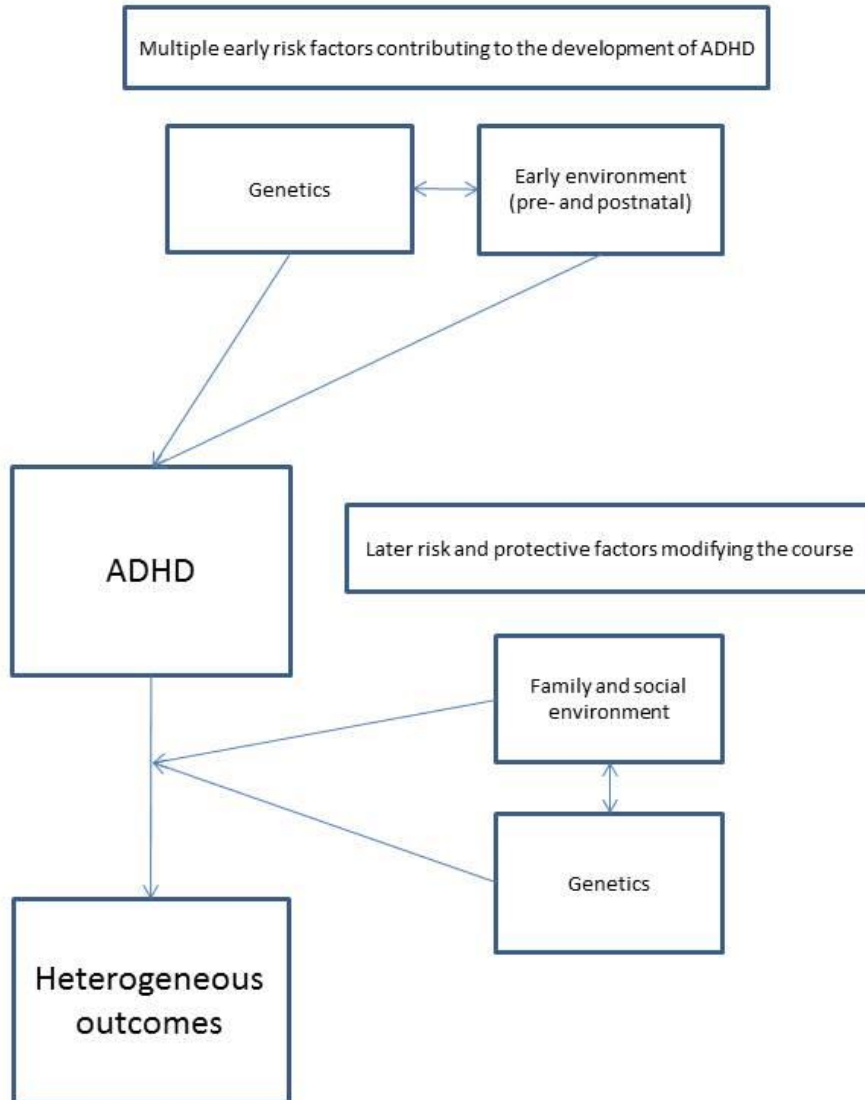 Multiple early risk factors contributing to the development of ADHD
Genetics
Early environment
(pre- and postnatal)
ADHD
Later risk and protective factors modifying the course
Family and social
environment
Genetics
Heterogeneous
outcomes